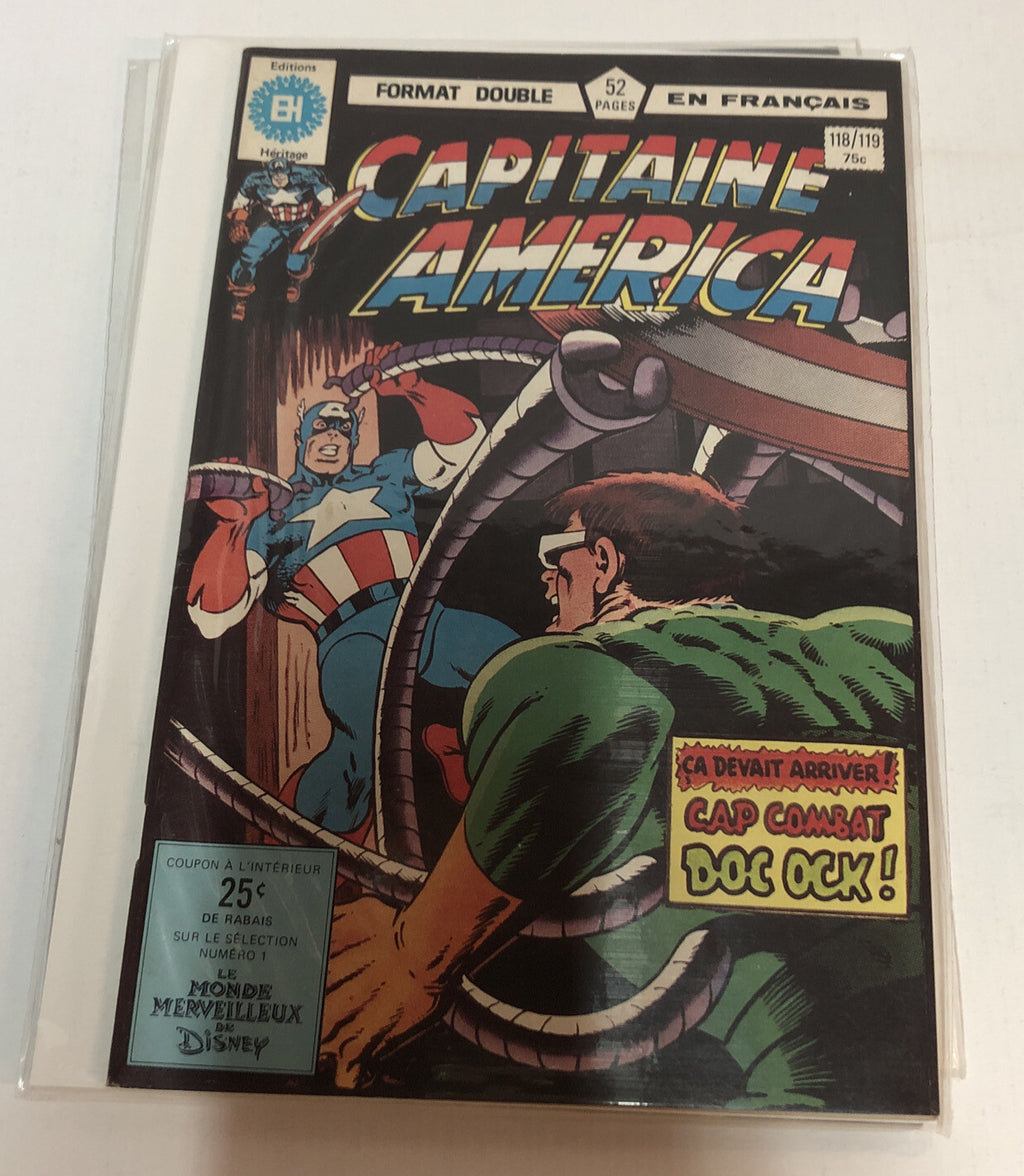 Editions
EH
Héritage
FORMAT DOUBLE
52
PAGES
EN FRANÇAIS
118/119
75c
CAPITAINE
AMERICA
ÇA DEVAIT ARRIVER!
CAP COMBAT
DOC OCK!
COUPON À L'INTÉRIEUR
25¢
DE RABAIS
SUR LE SÉLECTION
NUMÉRO 1
LE
MONDE
MERVEILLEUX
DE
DISNEY